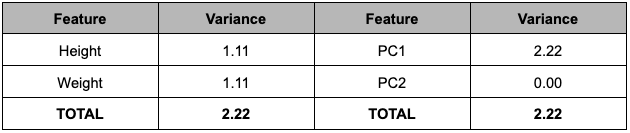 Feature Variance Feature Variance
Height 1.11 PC1 2.22
Weight 1.11 PC2 0.00
TOTAL 2.22 TOTAL 2.22